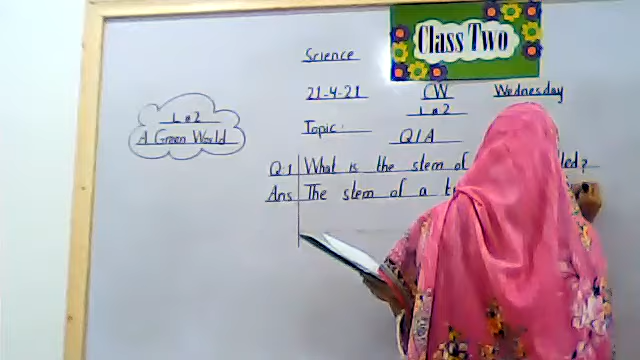 Class Two
Science
21-4-21 CW Wednesday
L # 2
Topic:
Q/A
L # 2
A Green World
Q.1 What is the stem of
Ans The stem of a